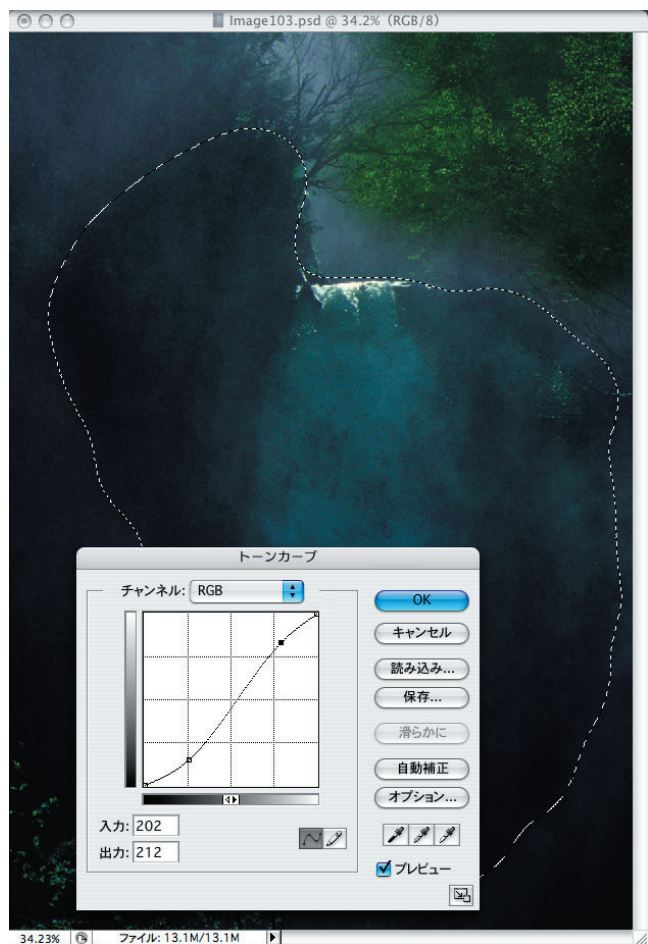 Image103.psd @ 34.2% (RGB/8)
トーンカーブ
チャンネル: RGB
OK
キャンセル
読み込み...
保存...
滑らかに
自動補正
オプション...
入力: 202
出力: 212
プレビュー
34.23% ファイル: 13.1M/13.1M